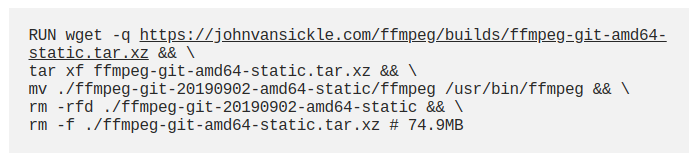 RUN wget -q https://johnvansickle.com/ffmpeg/builds/ffmpeg-git-amd64-
static.tar.xz && \
tar xf ffmpeg-git-amd64-static.tar.xz && \
mv ./ffmpeg-git-20190902-amd64-static/ffmpeg /usr/bin/ffmpeg && \
rm -rfd ./ffmpeg-git-20190902-amd64-static && \
rm -f ./ffmpeg-git-amd64-static.tar.xz # 74.9MB